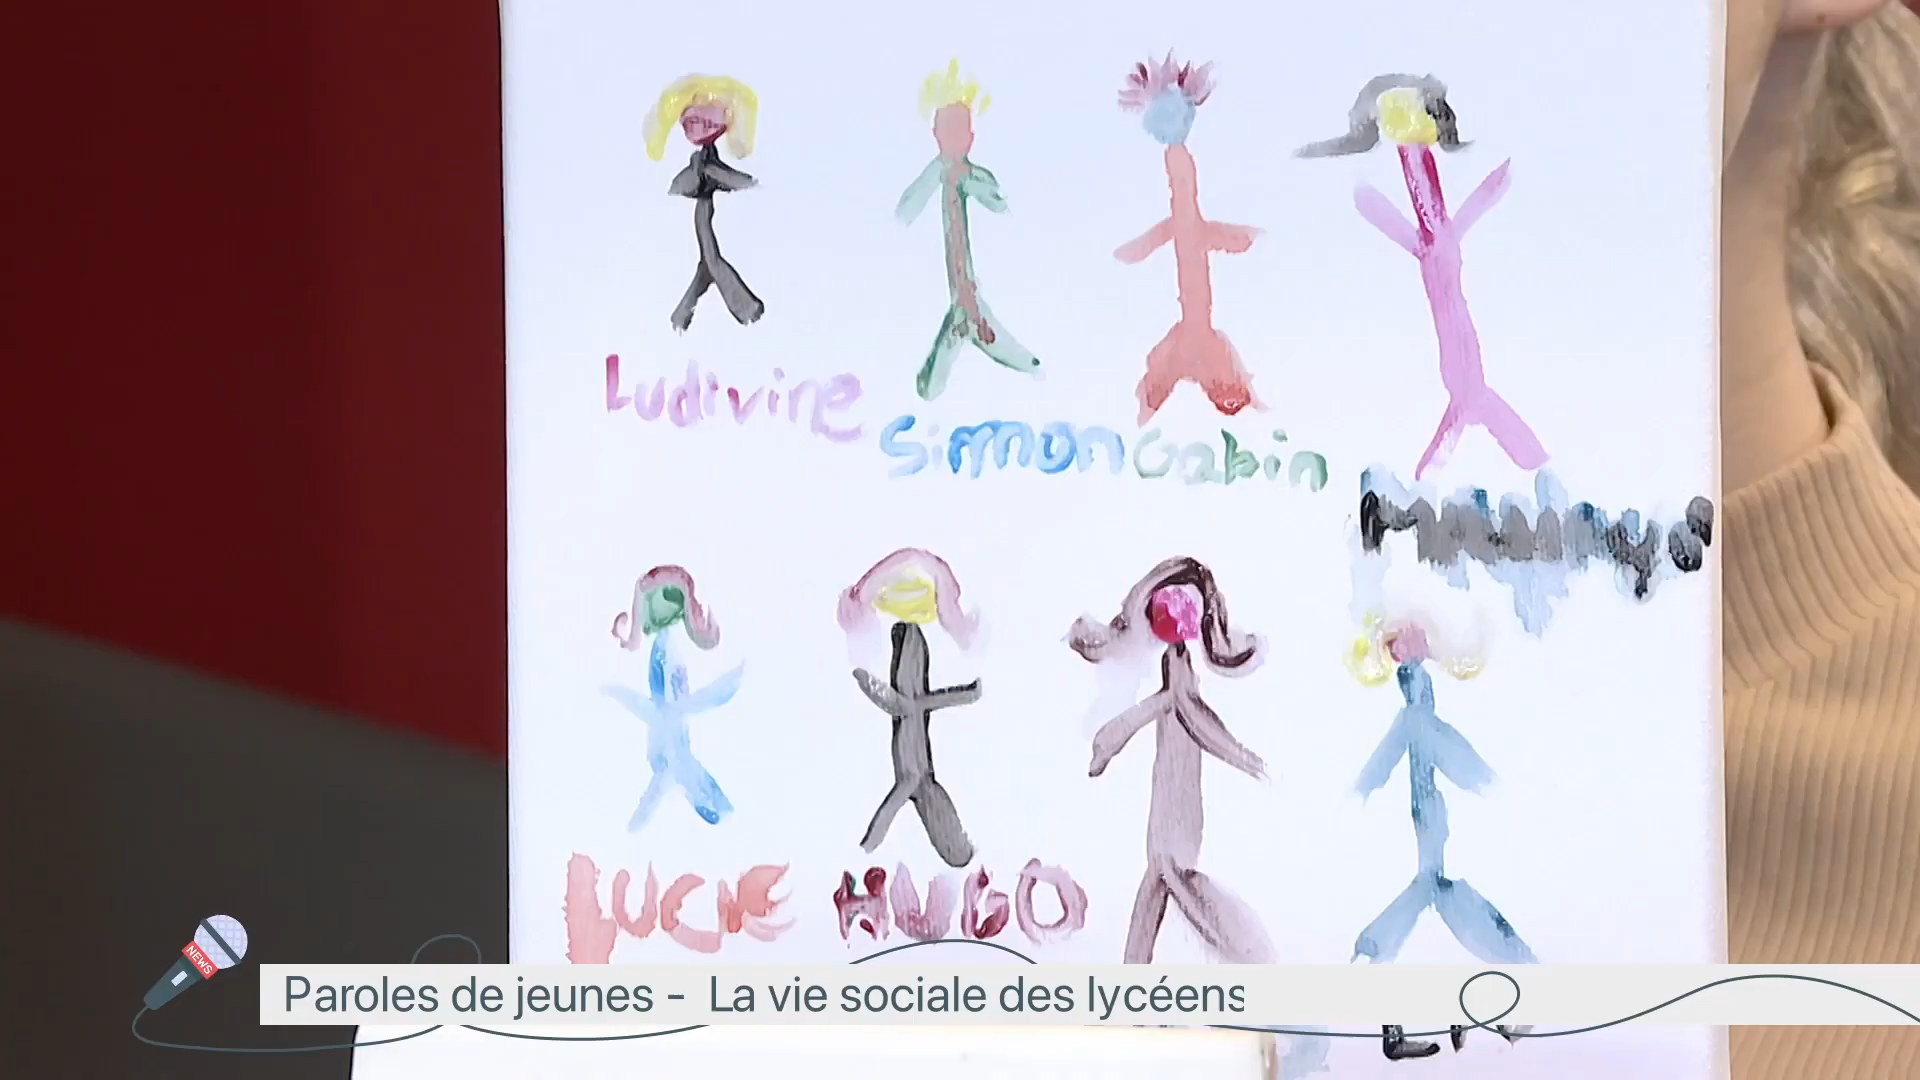 Ludivine
Simon
Gabin
LUCIE
HUGO
NEWS
Paroles de jeunes - La vie sociale des lycéens